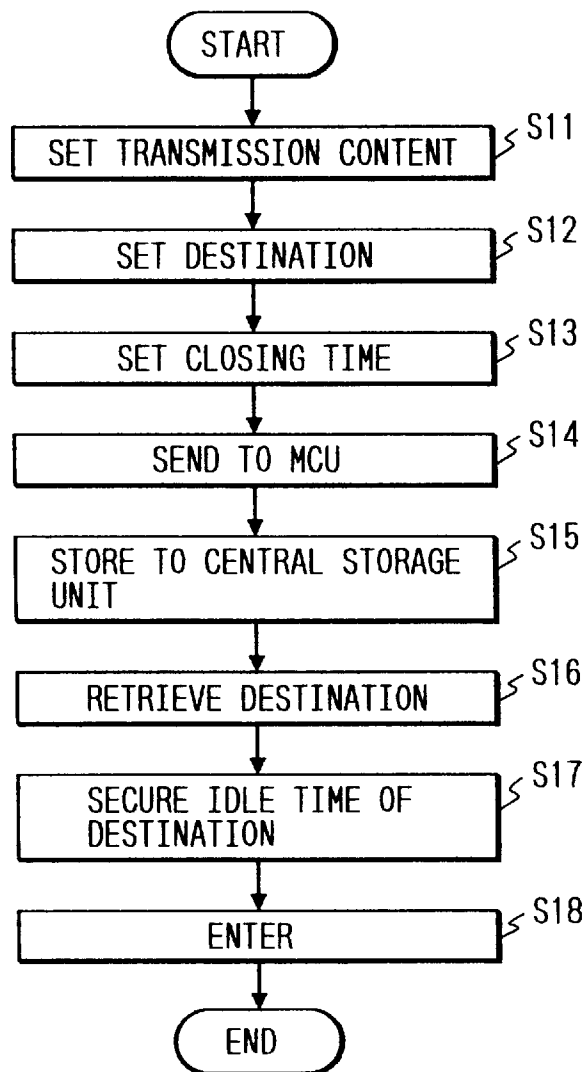 START
S11
SET TRANSMISSION CONTENT
S12
SET DESTINATION
S13
SET CLOSING TIME
S14
SEND TO MCU
S15
STORE TO CENTRAL STORAGE
UNIT
S16
RETRIEVE DESTINATION
S17
SECURE IDLE TIME OF
DESTINATION
S18
ENTER
END